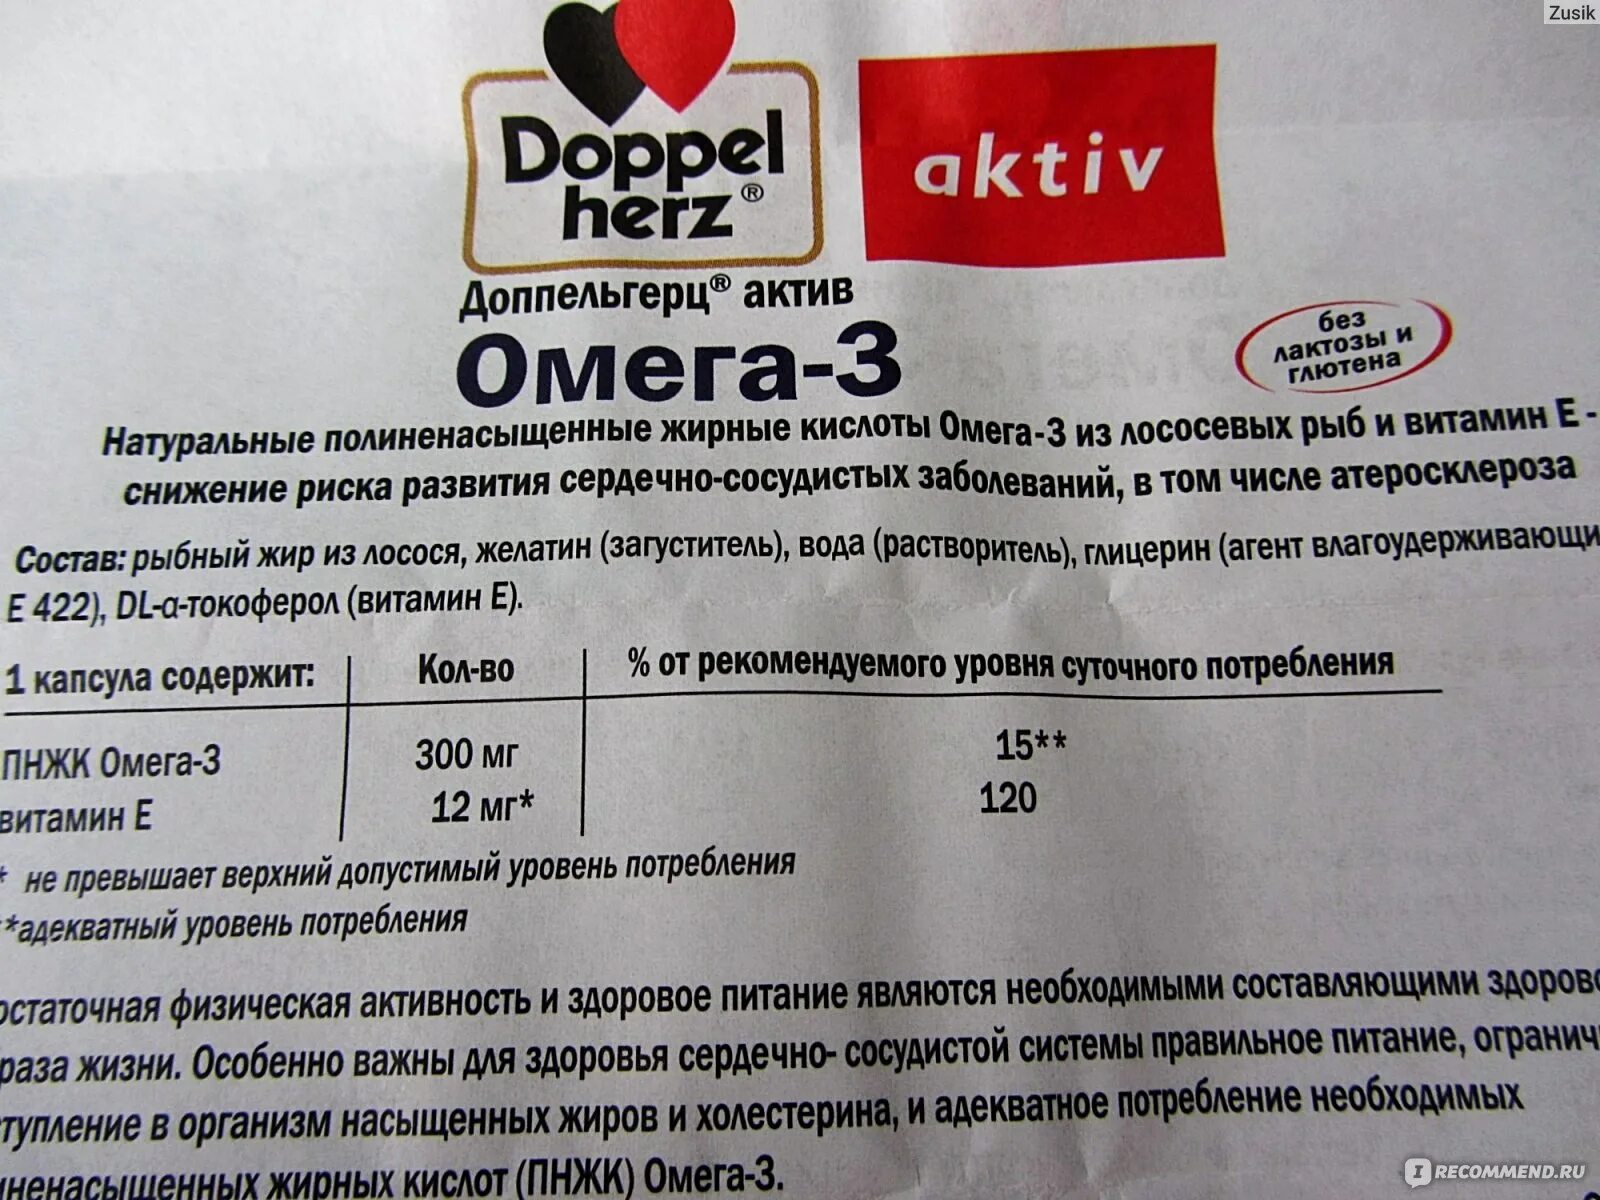 Zusik
Doppel
herz®
aktiv
Доппельгерц® актив
Омега-3
без
лактозы и
глютена
Натуральные полиненасыщенные жирные кислоты Омега-3 из лососевых рыб и витамин Е -
снижение риска развития сердечно-сосудистых заболеваний, в том числе атеросклероза
Состав: рыбный жир из лосося, желатин (загуститель), вода (растворитель), глицерин (агент влагоудерживающи
Е 422), DL-α-токоферол (витамин Е).
1 капсула содержит: Кол-во % от рекомендуемого уровня суточного потребления
ПНЖК Омега-3 300 мг 15**
витамин Е 12 мг* 120
* не превышает верхний допустимый уровень потребления
**адекватный уровень потребления
остаточная физическая активность и здоровое питание являются необходимыми составляющими здорово
раза жизни. Особенно важны для здоровья сердечно- сосудистой системы правильное питание, огранич
тупление в организм насыщенных жиров и холестерина, и адекватное потребление необходимых
иненасыщенных жирных кислот (ПНЖК) Омега-3.
IRECOMMEND.RU